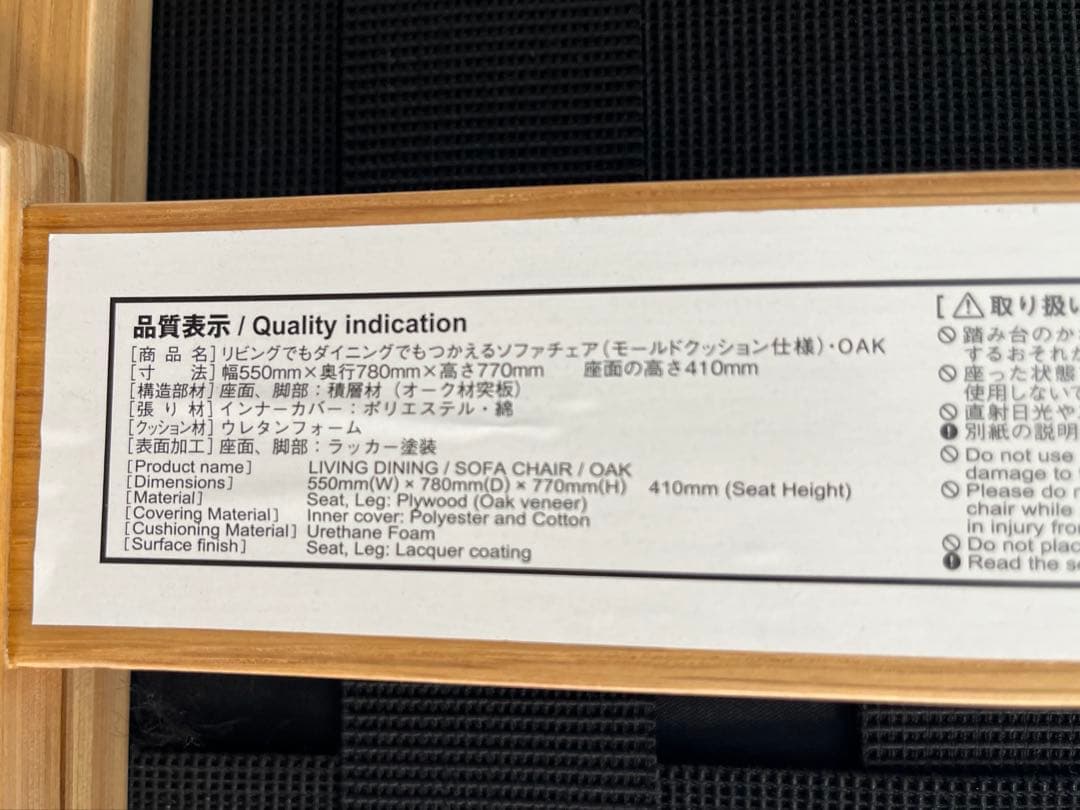 品質表示 / Quality indication
[商 品 名] リビングでもダイニングでもつかえるソファチェア(モールドクッション仕様)・OAK
[寸 法] 幅550mm×奥行780mm×高さ770mm 座面の高さ410mm
[構造部材] 座面、脚部:積層材(オーク材突板)
[張 り 材] インナーカバー:ポリエステル・綿
[クッション材] ウレタンフォーム
[表面加工] 座面、脚部:ラッカー塗装
[Product name] LIVING DINING / SOFA CHAIR / OAK
[Dimensions] 550mm(W) × 780mm(D) × 770mm(H) 410mm (Seat Height)
[Material] Seat, Leg: Plywood (Oak veneer)
[Covering Material] Inner cover: Polyester and Cotton
[Cushioning Material] Urethane Foam
[Surface finish] Seat, Leg: Lacquer coating
[⚠取り扱い
踏み台のか
するおそれが
座った状態
使用しないで
直射日光や
別紙の説明
Do not use
damage to
Please do
chair while
in injury
Do not
Read the